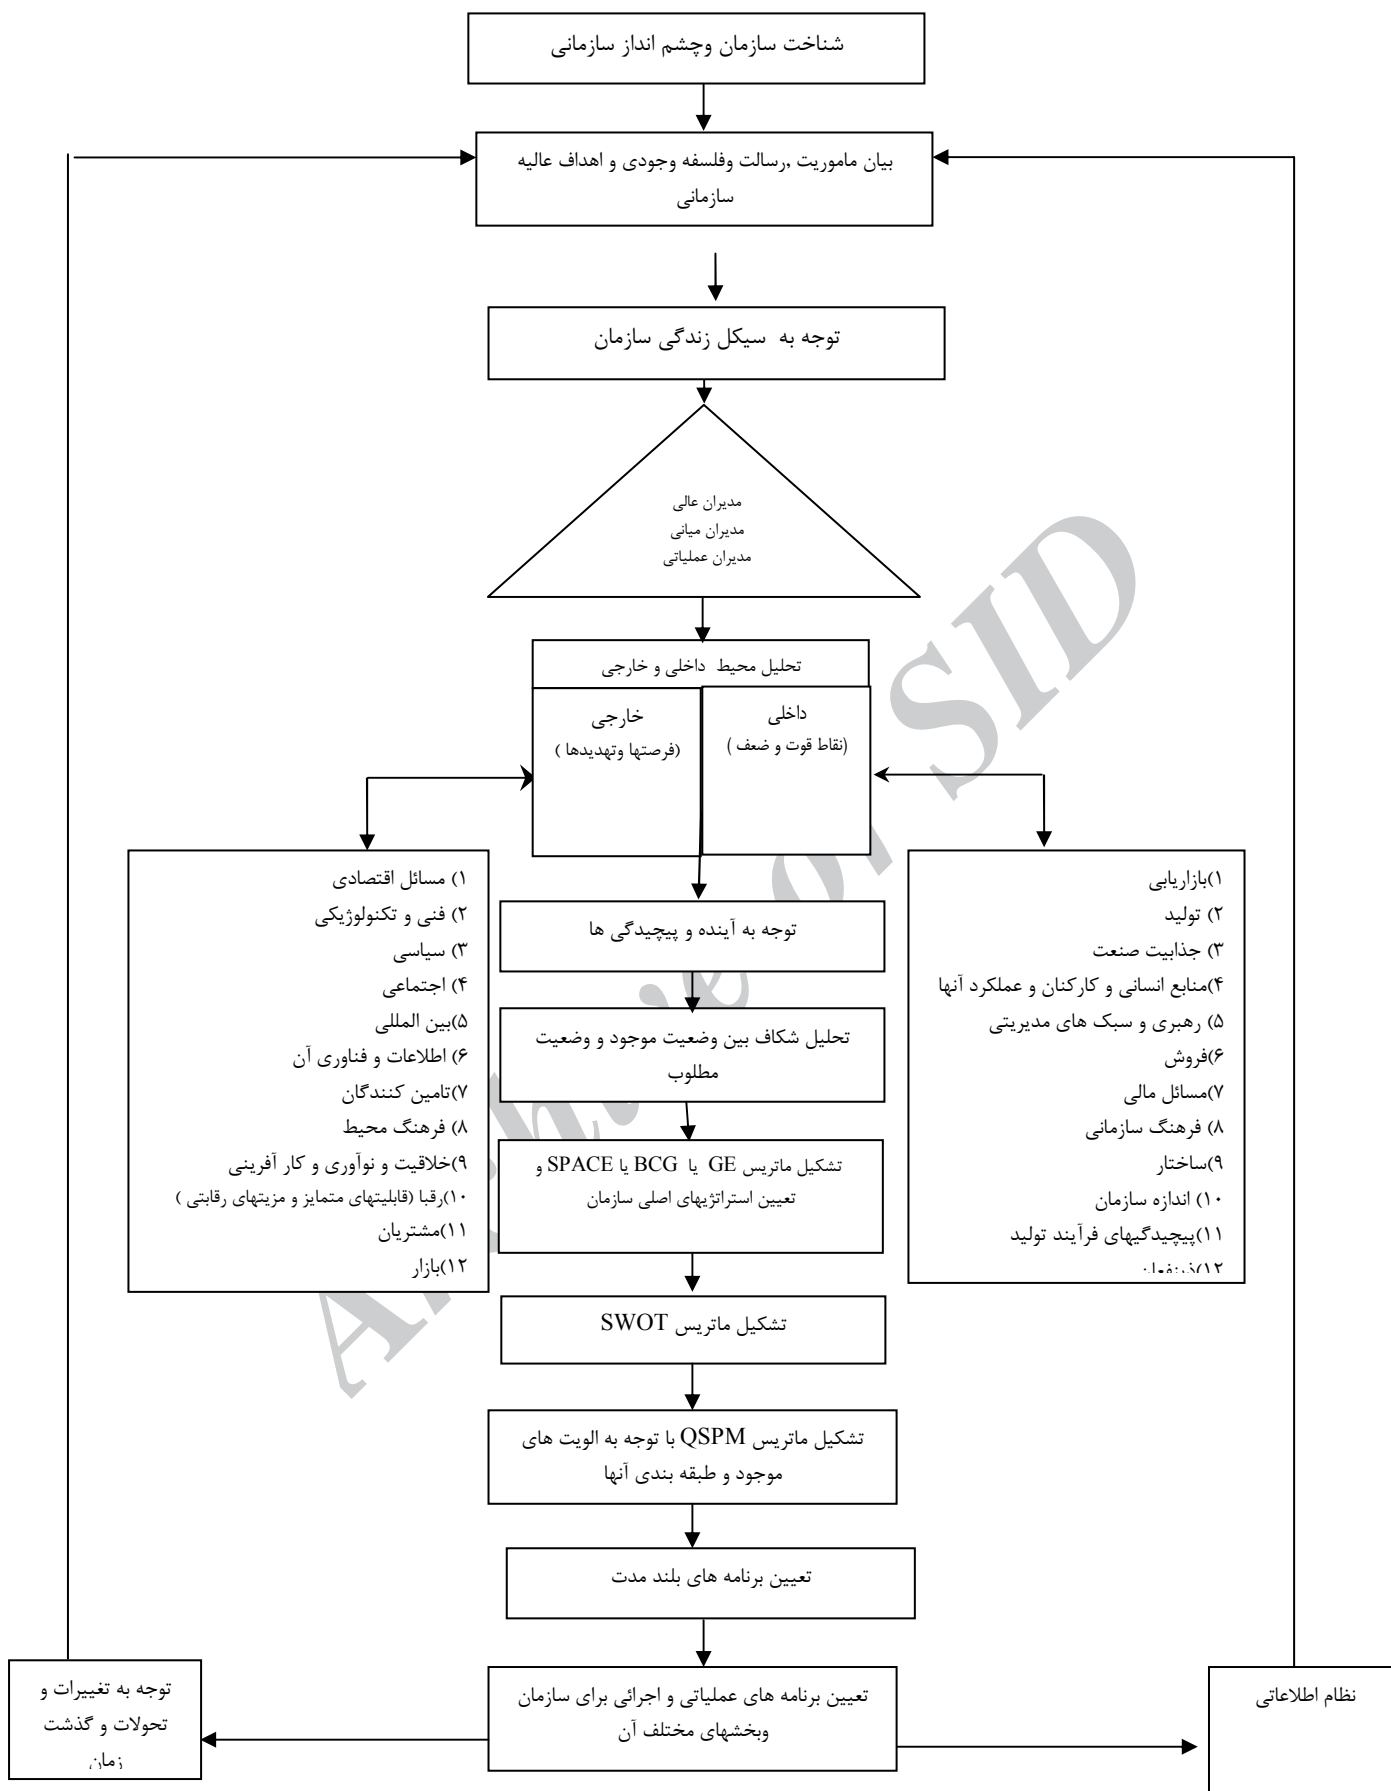 شناخت سازمان وچشم انداز سازمانی
بیان ماموریت ,رسالت وفلسفه وجودی و اهداف عالیه
سازمانی
توجه به سیکل زندگی سازمان
مدیران عالی
مدیران میانی
مدیران عملیاتی
تحلیل محیط داخلی و خارجی
داخلی
(نقاط قوت و ضعف )
خارجی
(فرصتها وتهدیدها )
۱)بازاریابی
۲) تولید
۳) جذابیت صنعت
۴)منابع انسانی و کارکنان و عملکرد آنها
۵) رهبری و سبک های مدیریتی
۶)فروش
۷)مسائل مالی
۸) فرهنگ سازمانی
۹)ساختار
۱۰) اندازه سازمان
۱۱)پیچیدگیهای فرآیند تولید
۱۲)ذینفعان
۱) مسائل اقتصادی
۲) فنی و تکنولوژیکی
۳) سیاسی
۴) اجتماعی
۵)بین المللی
۶) اطلاعات و فناوری آن
۷)تامین کنندگان
۸) فرهنگ محیط
۹)خلاقیت و نوآوری و کار آفرینی
۱۰)رقبا (قابلیتهای متمایز و مزیتهای رقابتی )
۱۱)مشتریان
۱۲)بازار
توجه به آینده و پیچیدگی ها
تحلیل شکاف بین وضعیت موجود و وضعیت
مطلوب
تشکیل ماتریس GE یا BCG یا SPACE و
تعیین استراتژیهای اصلی سازمان
تشکیل ماتریس SWOT
تشکیل ماتریس QSPM با توجه به الویت های
موجود و طبقه بندی آنها
تعیین برنامه های بلند مدت
تعیین برنامه های عملیاتی و اجرائی برای سازمان
وبخشهای مختلف آن
نظام اطلاعاتی
توجه به تغییرات و
تحولات و گذشت
زمان
Archive of SID